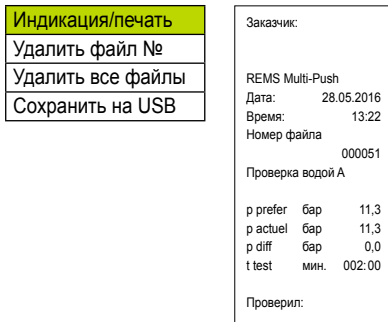 Индикация/печать
Удалить файл №
Удалить все файлы
Сохранить на USB
Заказчик:
REMS Multi-Push
Дата: 28.05.2016
Время: 13:22
Номер файла
000051
Проверка водой A
p prefer бар 11,3
p actuel бар 11,3
p diff бар 0,0
t test мин. 002:00
Проверил: